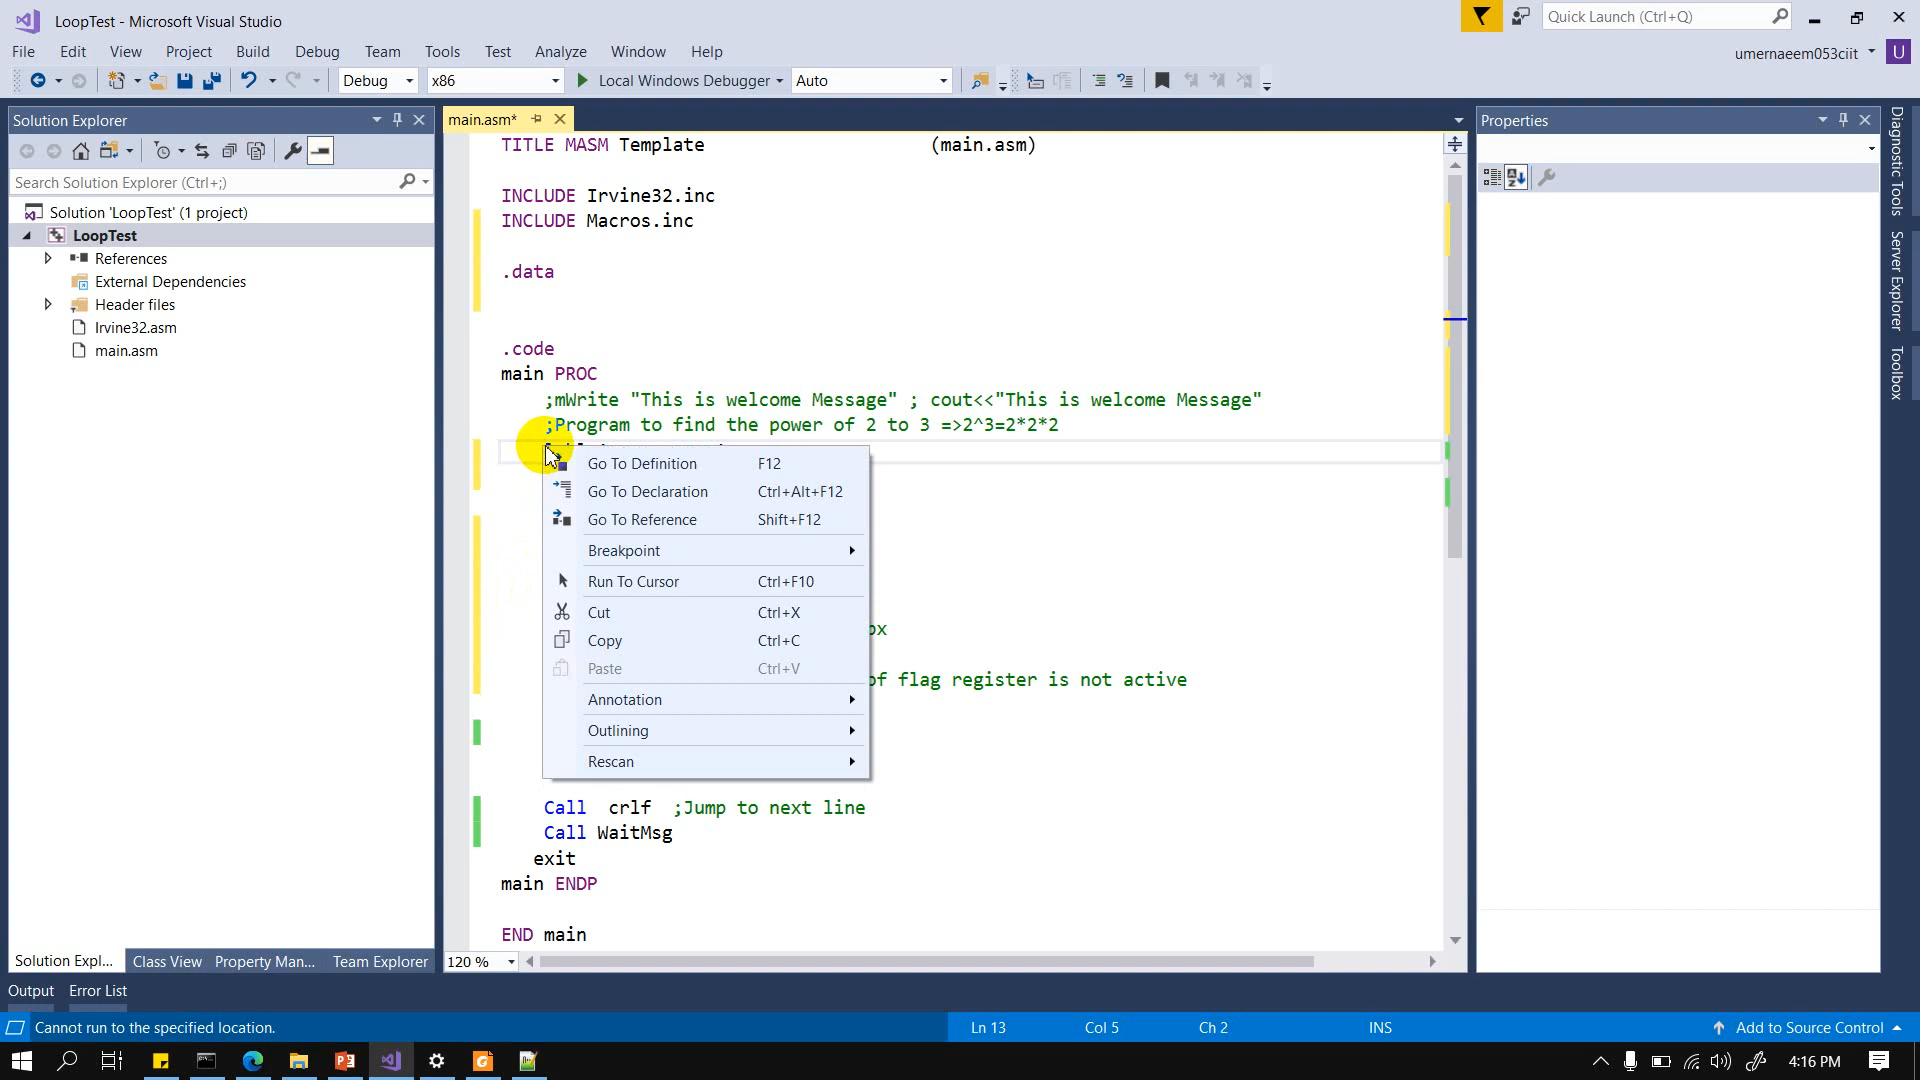 LoopTest - Microsoft Visual Studio
Quick Launch (Ctrl+Q)
File Edit View Project Build Debug Team Tools Test Analyze Window Help
umernaeem053ciit U
Debug x86 Local Windows Debugger Auto
Solution Explorer
Search Solution Explorer (Ctrl+;)
Solution 'LoopTest' (1 project)
LoopTest
References
External Dependencies
Header files
Irvine32.asm
main.asm
Solution Expl... Class View Property Man... Team Explorer
main.asm*
TITLE MASM Template (main.asm)
INCLUDE Irvine32.inc
INCLUDE Macros.inc
.data
.code
main PROC
;mWrite "This is welcome Message" ; cout<<"This is welcome Message"
;Program to find the power of 2 to 3 =>2^3=2*2*2
Go To Definition F12
Go To Declaration Ctrl+Alt+F12
Go To Reference Shift+F12
Breakpoint
Run To Cursor Ctrl+F10
Cut Ctrl+X
Copy Ctrl+C
Paste Ctrl+V
Annotation
Outlining
Rescan
of flag register is not active
Call crlf ;Jump to next line
Call WaitMsg
exit
main ENDP
END main
120 %
Properties
Diagnostic Tools
Server Explorer
Toolbox
Output Error List
Cannot run to the specified location. Ln 13 Col 5 Ch 2 INS Add to Source Control
4:16 PM